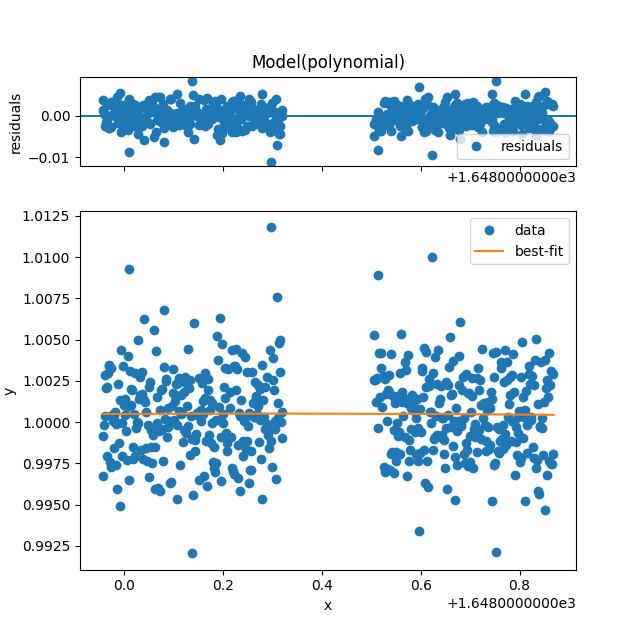 Model(polynomial)
residuals
0.00
−0.01
residuals
+1.6480000000e3
y
1.0125
1.0100
1.0075
1.0050
1.0025
1.0000
0.9975
0.9950
0.9925
data
best-fit
0.0 0.2 0.4 0.6 0.8
x
+1.6480000000e3